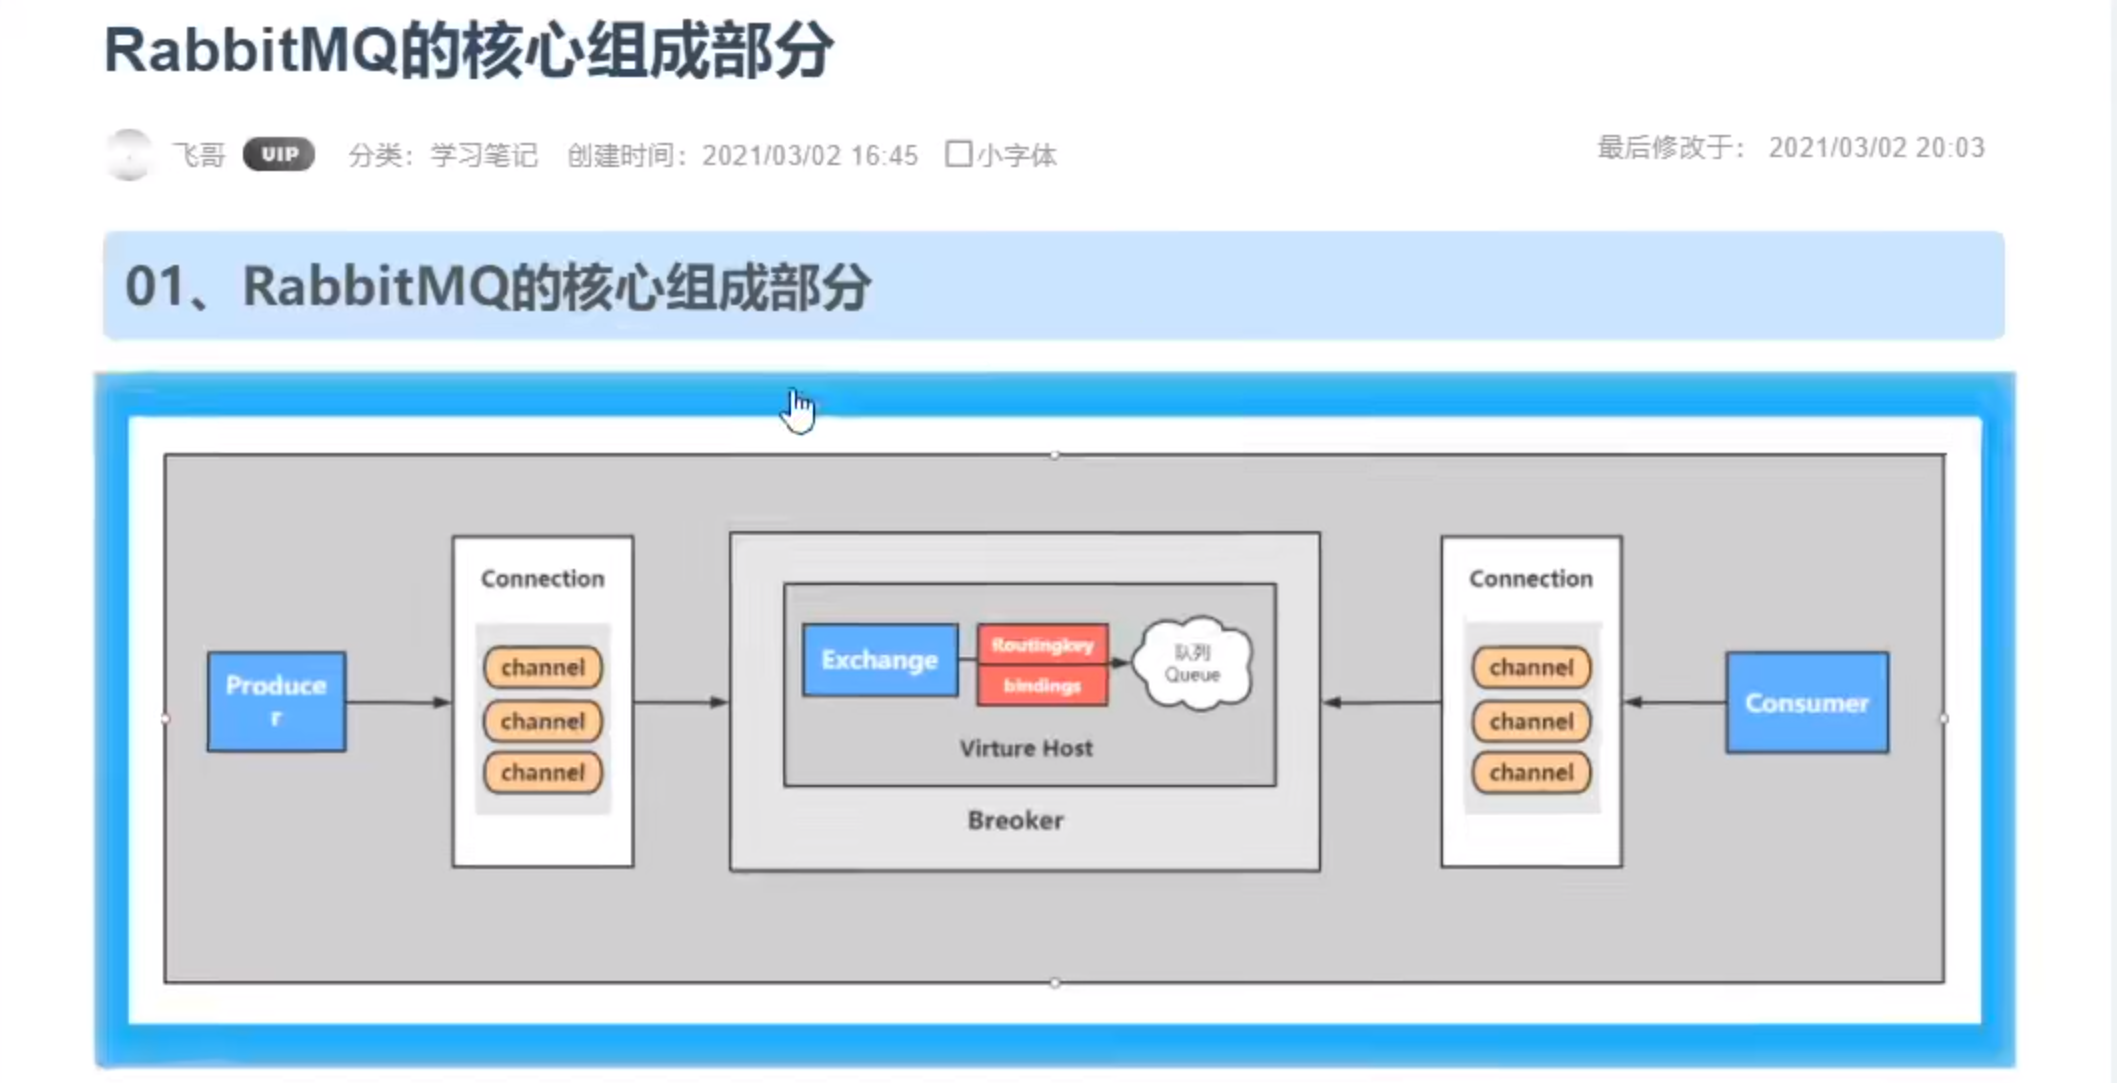 RabbitMQ的核心组成部分
飞哥 UIP 分类：学习笔记 创建时间：2021/03/02 16:45 小字体
最后修改于： 2021/03/02 20:03
01、RabbitMQ的核心组成部分
Produce
r
Connection
channel
channel
channel
Exchange
Routingkey
bindings
队列
Queue
Virture Host
Breoker
Connection
channel
channel
channel
Consumer